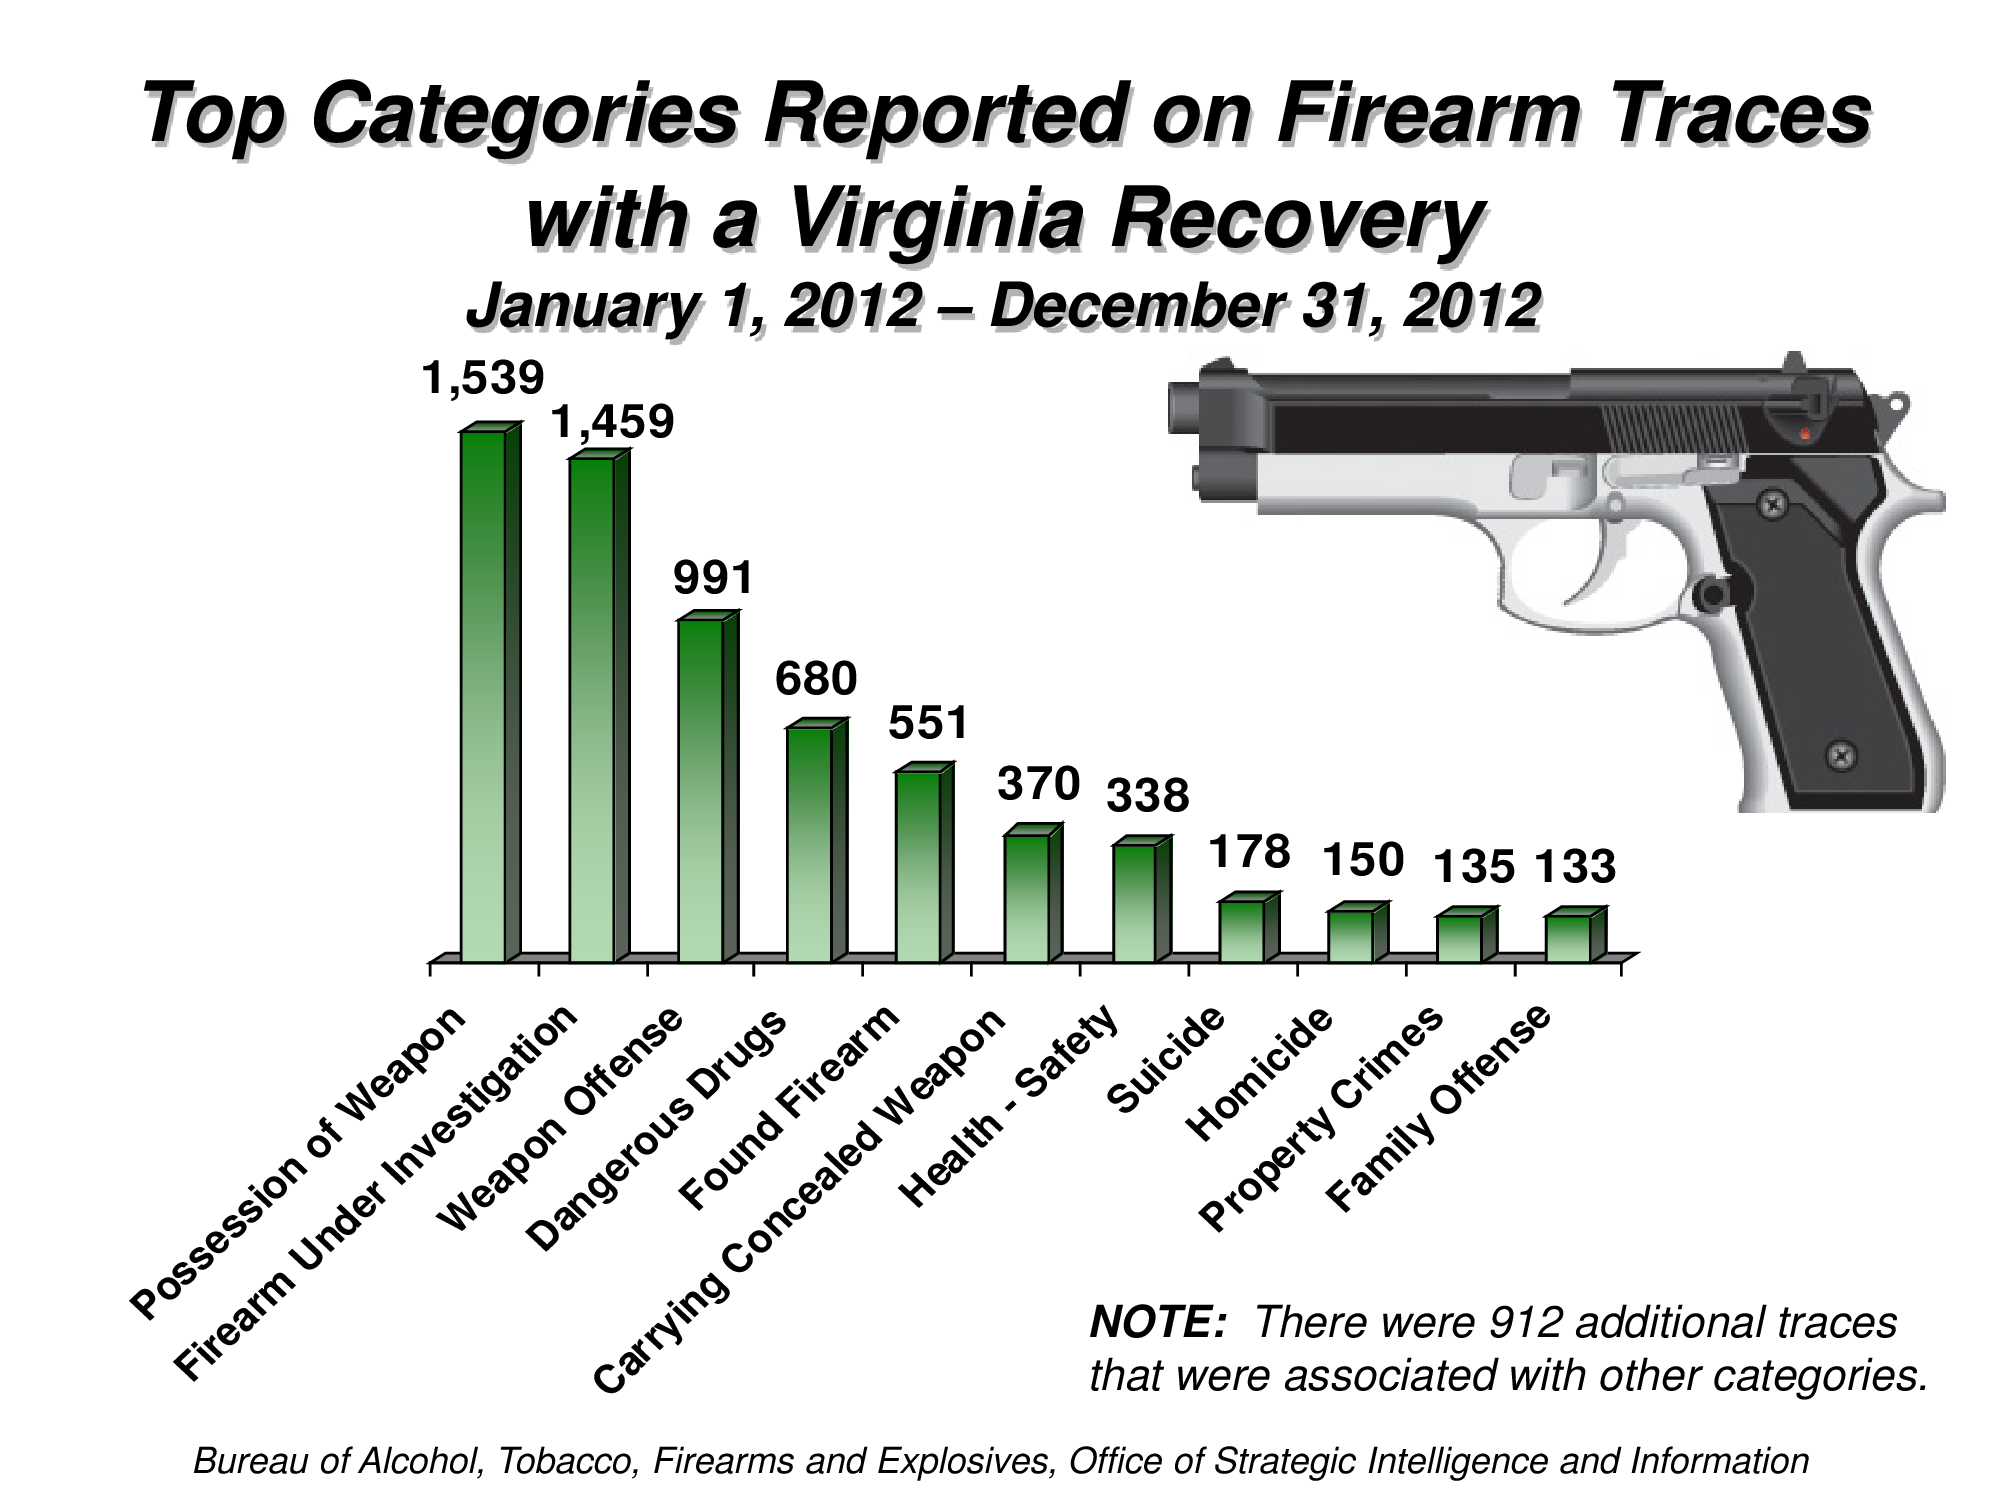 Top Categories Reported on Firearm Traces
with a Virginia Recovery
January 1, 2012 – December 31, 2012
1,539
1,459
991
680
551
370
338
178
150
135
133
Possession of Weapon
Firearm Under Investigation
Weapon Offense
Dangerous Drugs
Found Firearm
Carrying Concealed Weapon
Health - Safety
Suicide
Homicide
Property Crimes
Family Offense
NOTE: There were 912 additional traces
that were associated with other categories.
Bureau of Alcohol, Tobacco, Firearms and Explosives, Office of Strategic Intelligence and Information